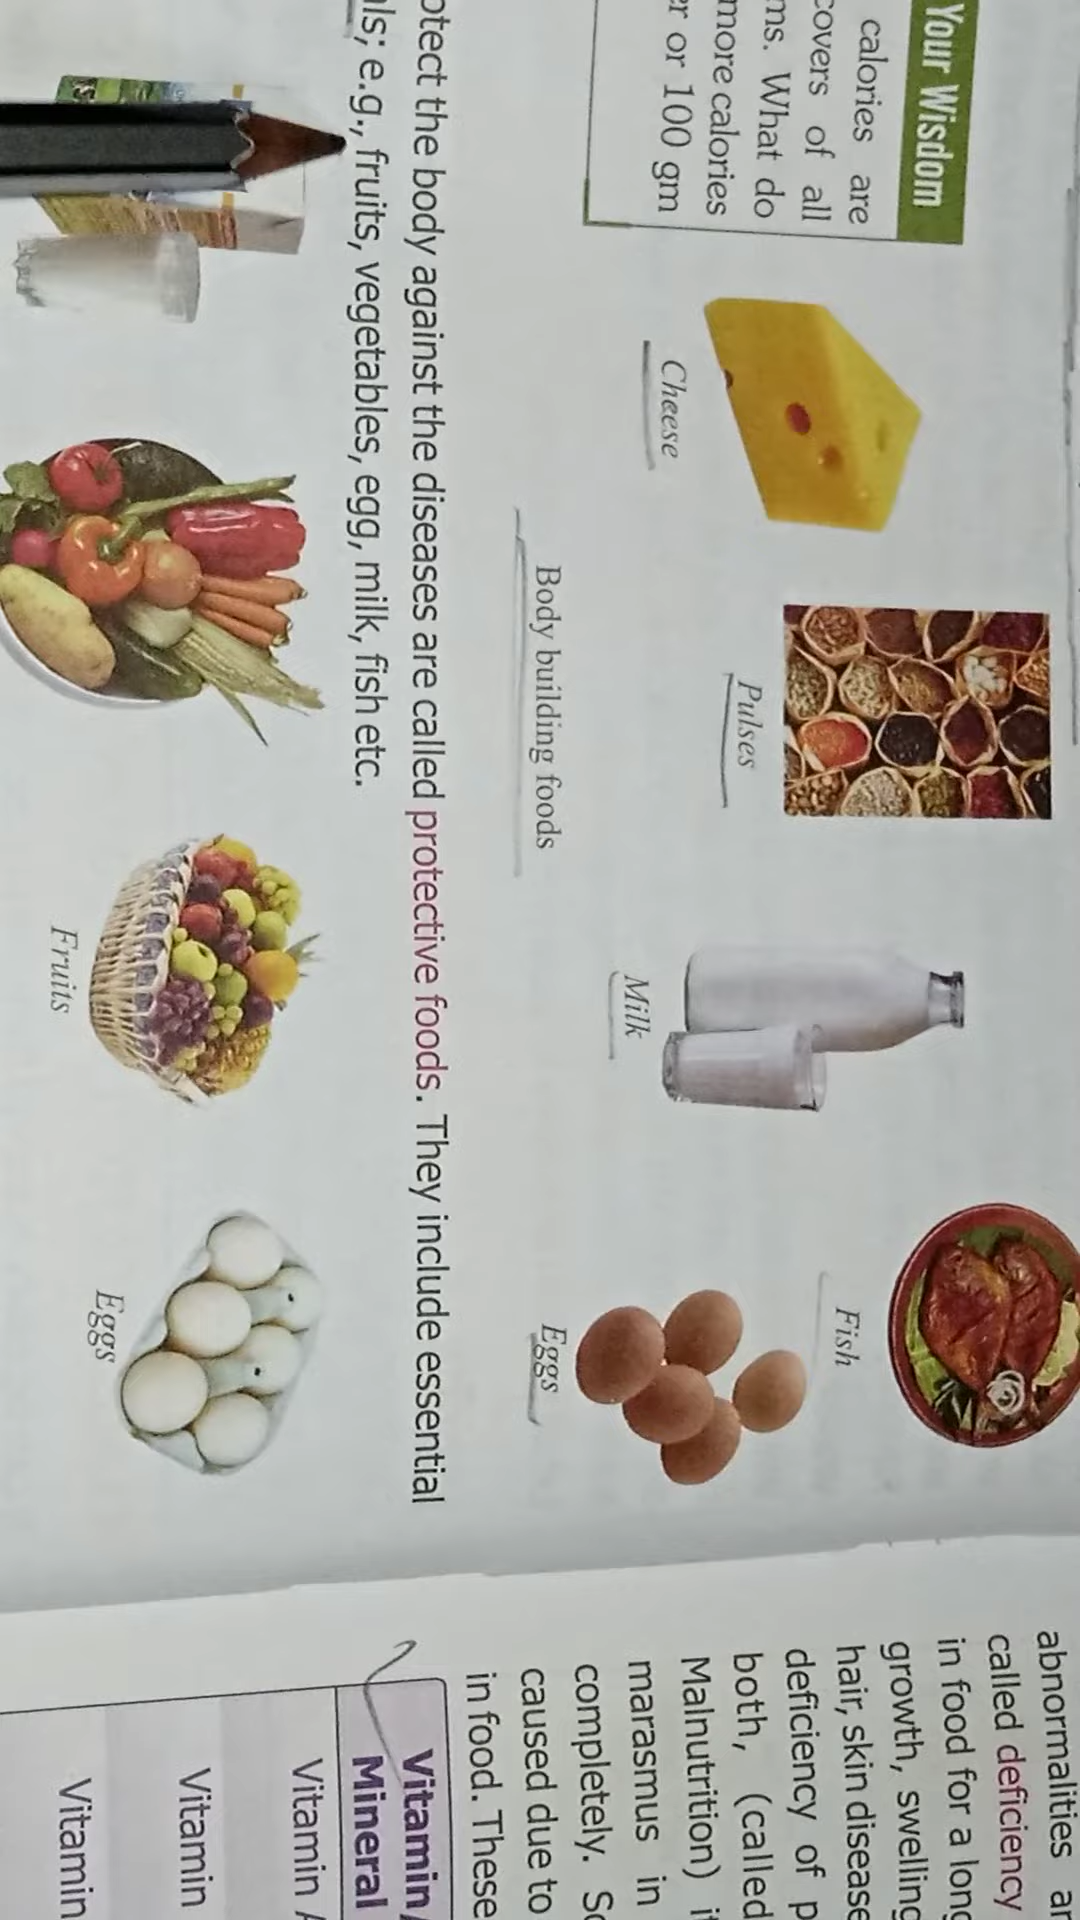 Your Wisdom
calories are
covers of all
ms. What do
more calories
er or 100 gm
Cheese
Pulses
Milk
Fish
Eggs
Body building foods
otect the body against the diseases are called protective foods. They include essential
ls; e.g., fruits, vegetables, egg, milk, fish etc.
Fruits
Eggs
abnormalities
called deficiency
in food for a long
growth, swelling
hair, skin disease
deficiency of
both, (called
Malnutrition)
marasmus in
completely.
caused due to
in food. These
Vitamin
Mineral
Vitamin A
Vitamin
Vitamin